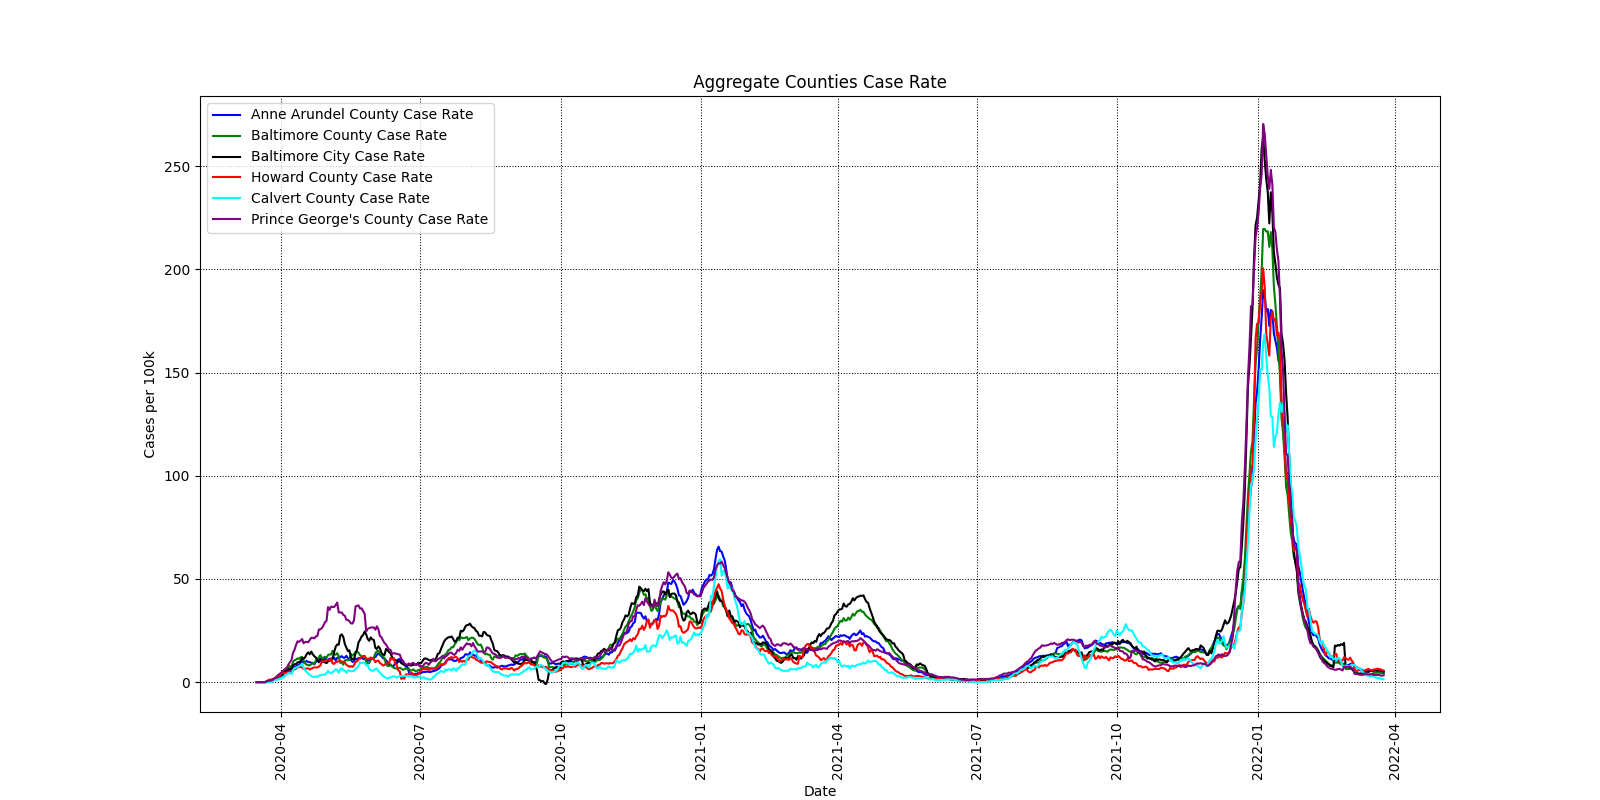 Aggregate Counties Case Rate
Anne Arundel County Case Rate
Baltimore County Case Rate
Baltimore City Case Rate
Howard County Case Rate
Calvert County Case Rate
Prince George's County Case Rate
Cases per 100k
250
200
150
100
50
0
2020-04
2020-07
2020-10
2021-01
2021-04
2021-07
2021-10
2022-01
2022-04
Date